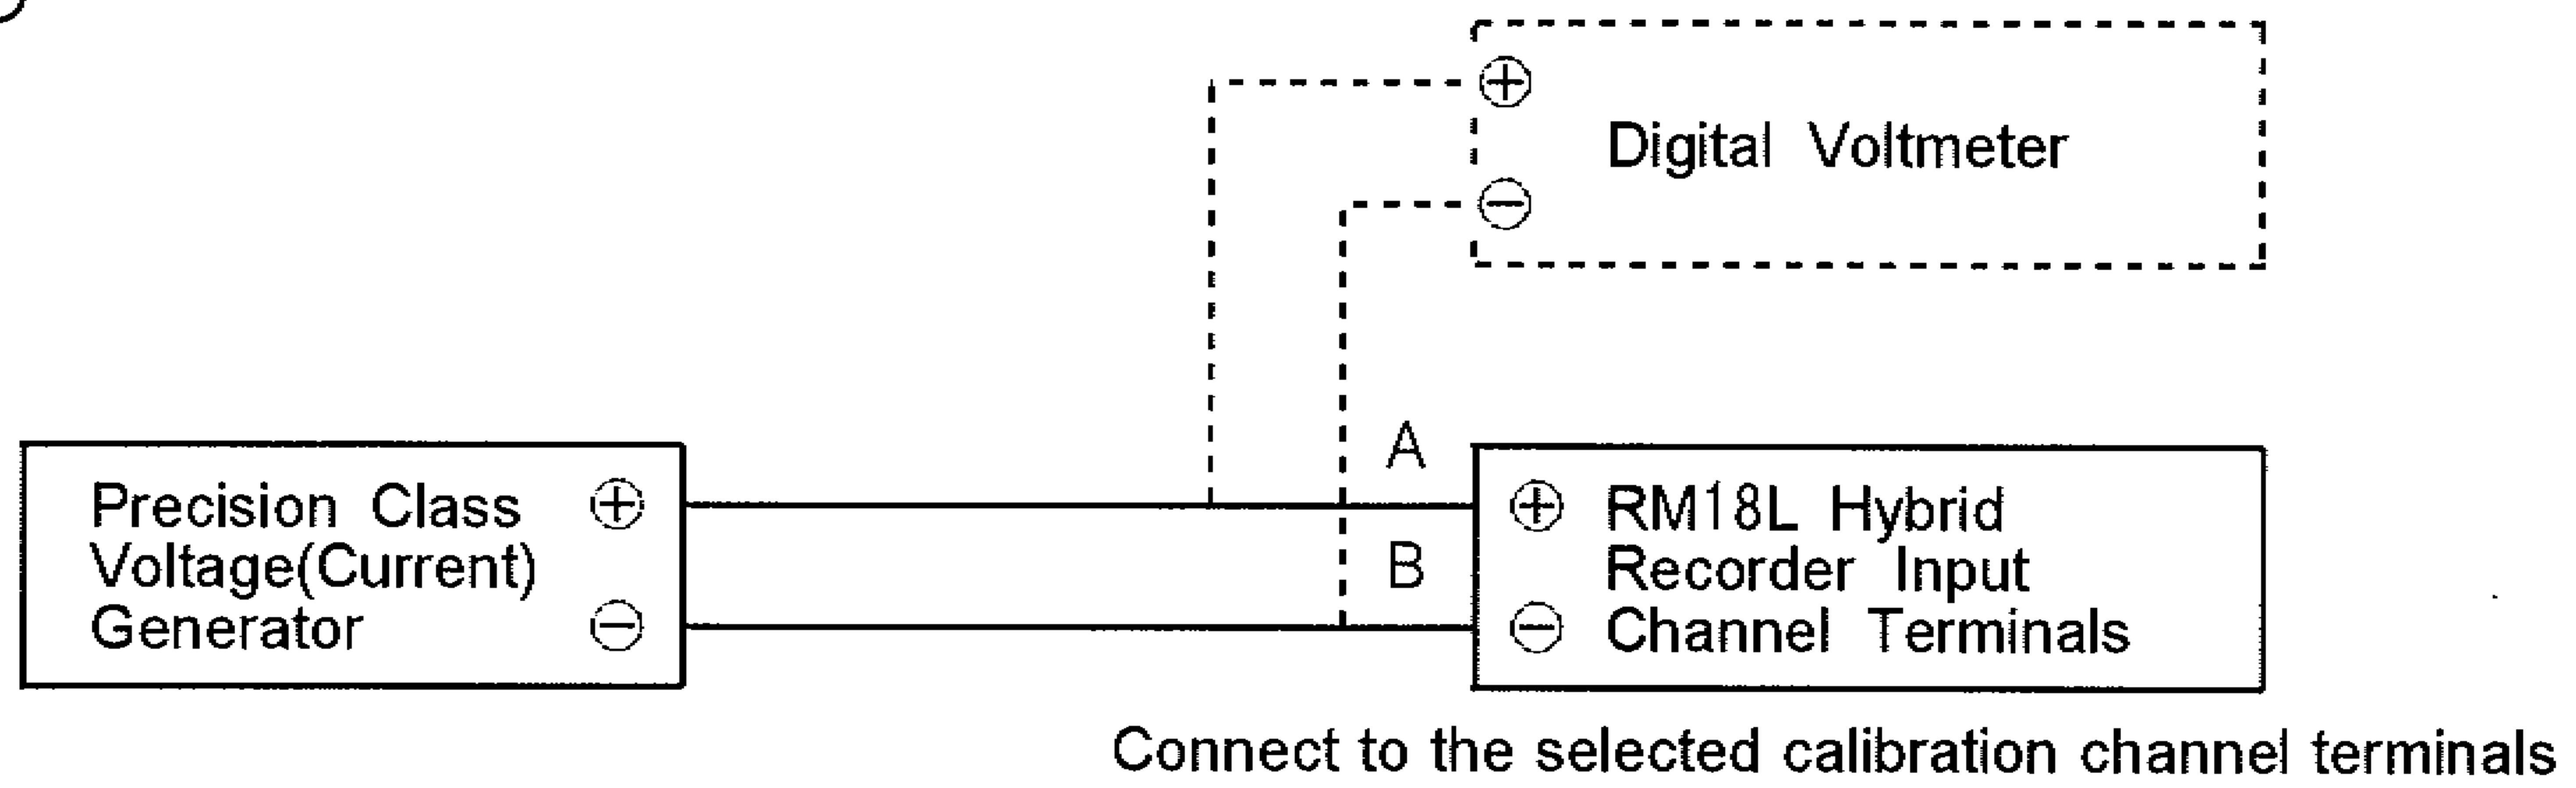 ⊕
Digital Voltmeter
⊖
A
Precision Class ⊕
Voltage(Current)
Generator ⊖
B
⊕ RM18L Hybrid
Recorder Input
⊖ Channel Terminals
Connect to the selected calibration channel terminals